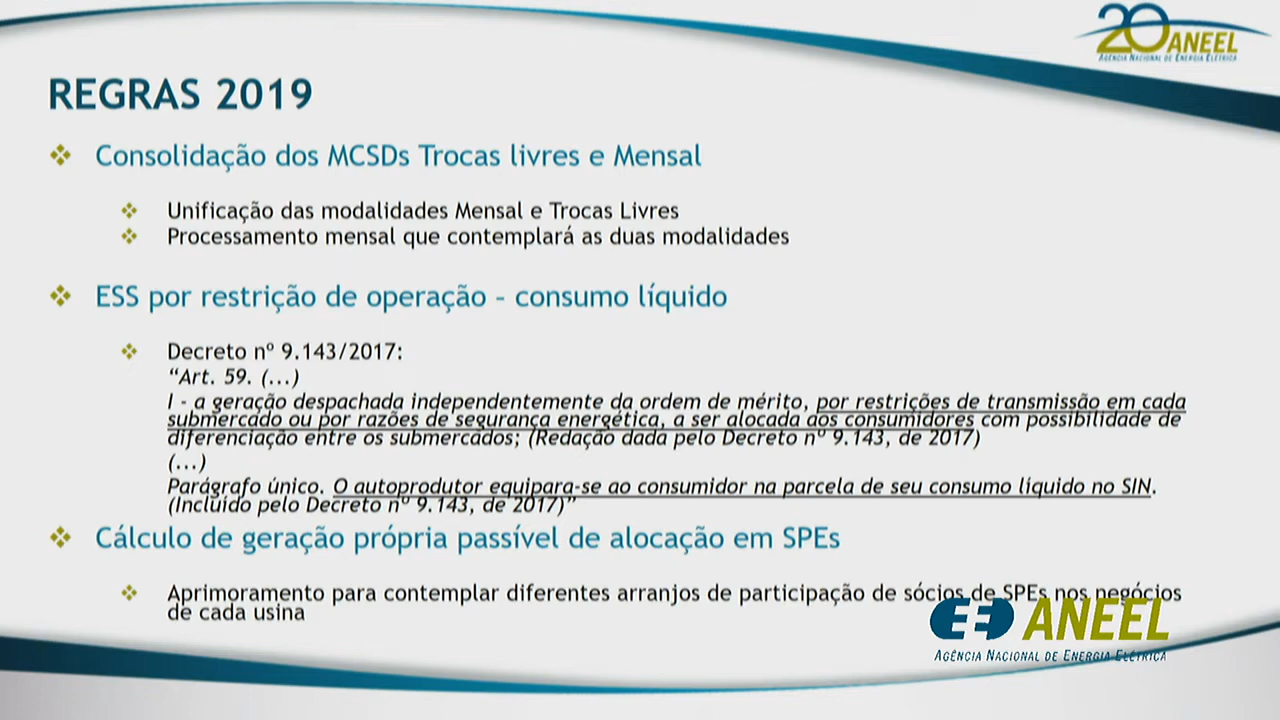 20 ANEEL
AGÊNCIA NACIONAL DE ENERGIA ELÉTRICA
REGRAS 2019
Consolidação dos MCSDs Trocas livres e Mensal
Unificação das modalidades Mensal e Trocas Livres
Processamento mensal que contemplará as duas modalidades
ESS por restrição de operação – consumo líquido
Decreto nº 9.143/2017:
“Art. 59. (...)
I - a geração despachada independentemente da ordem de mérito, por restrições de transmissão em cada
submercado ou por razões de segurança energética, a ser alocada aos consumidores com possibilidade de
diferenciação entre os submercados; (Redação dada pelo Decreto nº 9.143, de 2017)
(...)
Parágrafo único. O autoprodutor equipara-se ao consumidor na parcela de seu consumo líquido no SIN.
(Incluído pelo Decreto nº 9.143, de 2017)”
Cálculo de geração própria passível de alocação em SPEs
Aprimoramento para contemplar diferentes arranjos de participação de sócios de SPEs nos negócios
de cada usina
ANEEL
AGÊNCIA NACIONAL DE ENERGIA ELÉTRICA